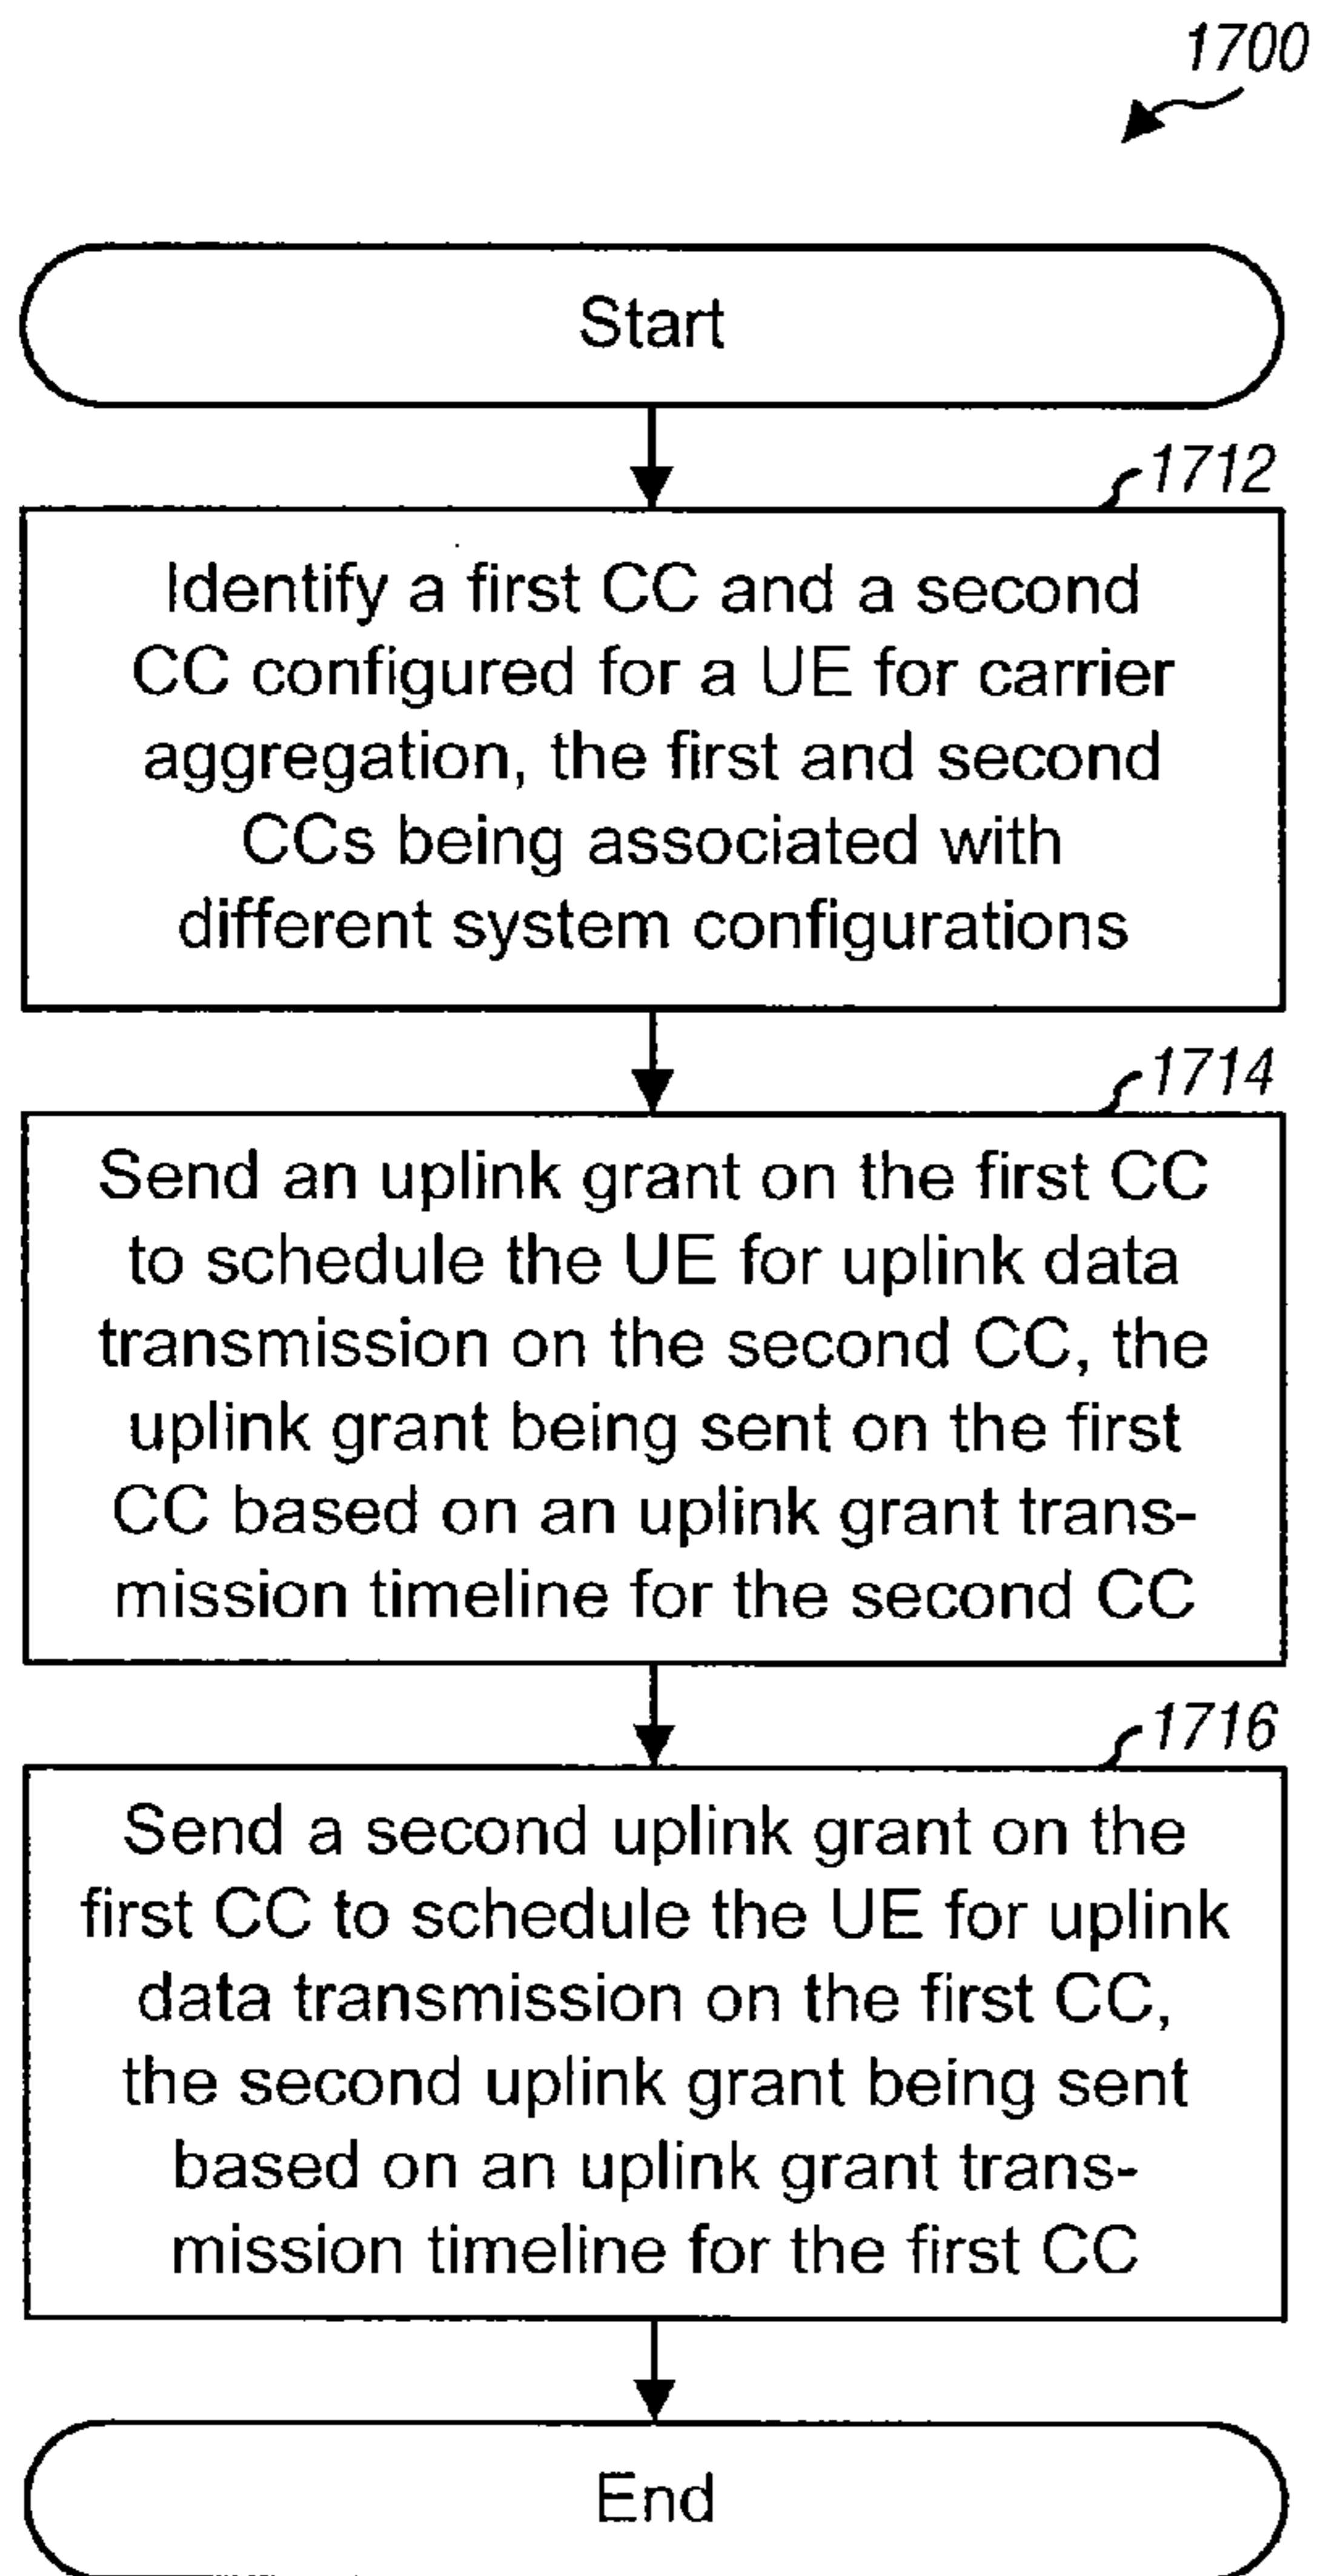 1700
Start
1712
Identify a first CC and a second
CC configured for a UE for carrier
aggregation, the first and second
CCs being associated with
different system configurations
1714
Send an uplink grant on the first CC
to schedule the UE for uplink data
transmission on the second CC, the
uplink grant being sent on the first
CC based on an uplink grant trans-
mission timeline for the second CC
1716
Send a second uplink grant on the
first CC to schedule the UE for uplink
data transmission on the first CC,
the second uplink grant being sent
based on an uplink grant trans-
mission timeline for the first CC
End